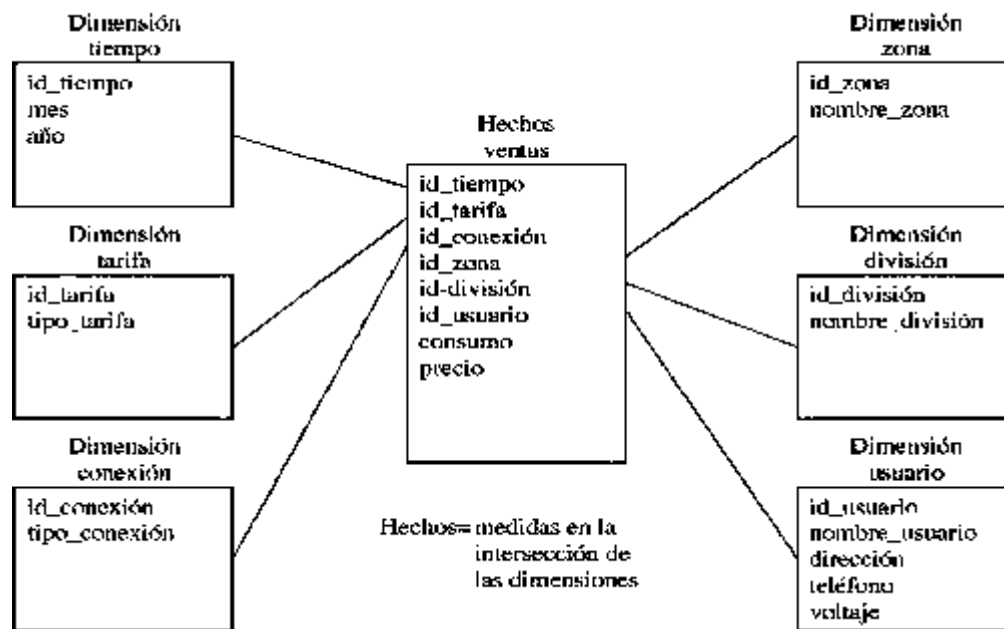 Dimensión
tiempo
id_tiempo
mes
año
Dimensión
tarifa
id_tarifa
tipo_tarifa
Dimensión
conexión
id_conexión
tipo_conexión
Hechos
ventas
id_tiempo
id_tarifa
id_conexión
id_zona
id-división
id_usuario
consumo
precio
Hechos= medidas en la
intersección de
las dimensiones
Dimensión
zona
id_zona
nombre_zona
Dimensión
división
id_división
nombre_división
Dimensión
usuario
id_usuario
nombre_usuario
dirección
teléfono
voltaje